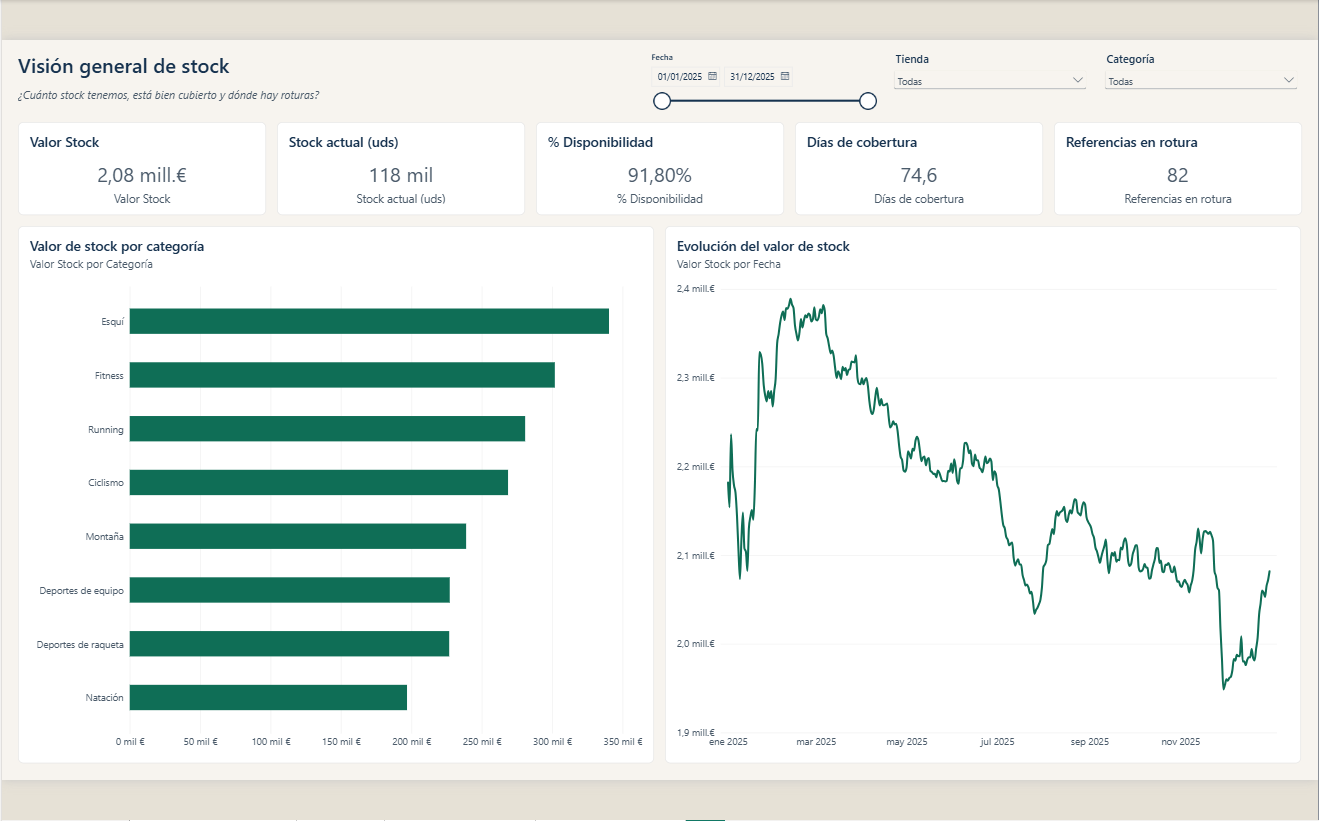 Visión general de stock
¿Cuánto stock tenemos, está bien cubierto y dónde hay roturas?
Fecha
01/01/2025 31/12/2025
Tienda
Todas
Categoría
Todas
Valor Stock
2,08 mill.€
Valor Stock
Stock actual (uds)
118 mil
Stock actual (uds)
% Disponibilidad
91,80%
% Disponibilidad
Días de cobertura
74,6
Días de cobertura
Referencias en rotura
82
Referencias en rotura
Valor de stock por categoría
Valor Stock por Categoría
Esquí
Fitness
Running
Ciclismo
Montaña
Deportes de equipo
Deportes de raqueta
Natación
0 mil € 50 mil € 100 mil € 150 mil € 200 mil € 250 mil € 300 mil € 350 mil €
Evolución del valor de stock
Valor Stock por Fecha
2,4 mill.€
2,3 mill.€
2,2 mill.€
2,1 mill.€
2,0 mill.€
1,9 mill.€
ene 2025 mar 2025 may 2025 jul 2025 sep 2025 nov 2025